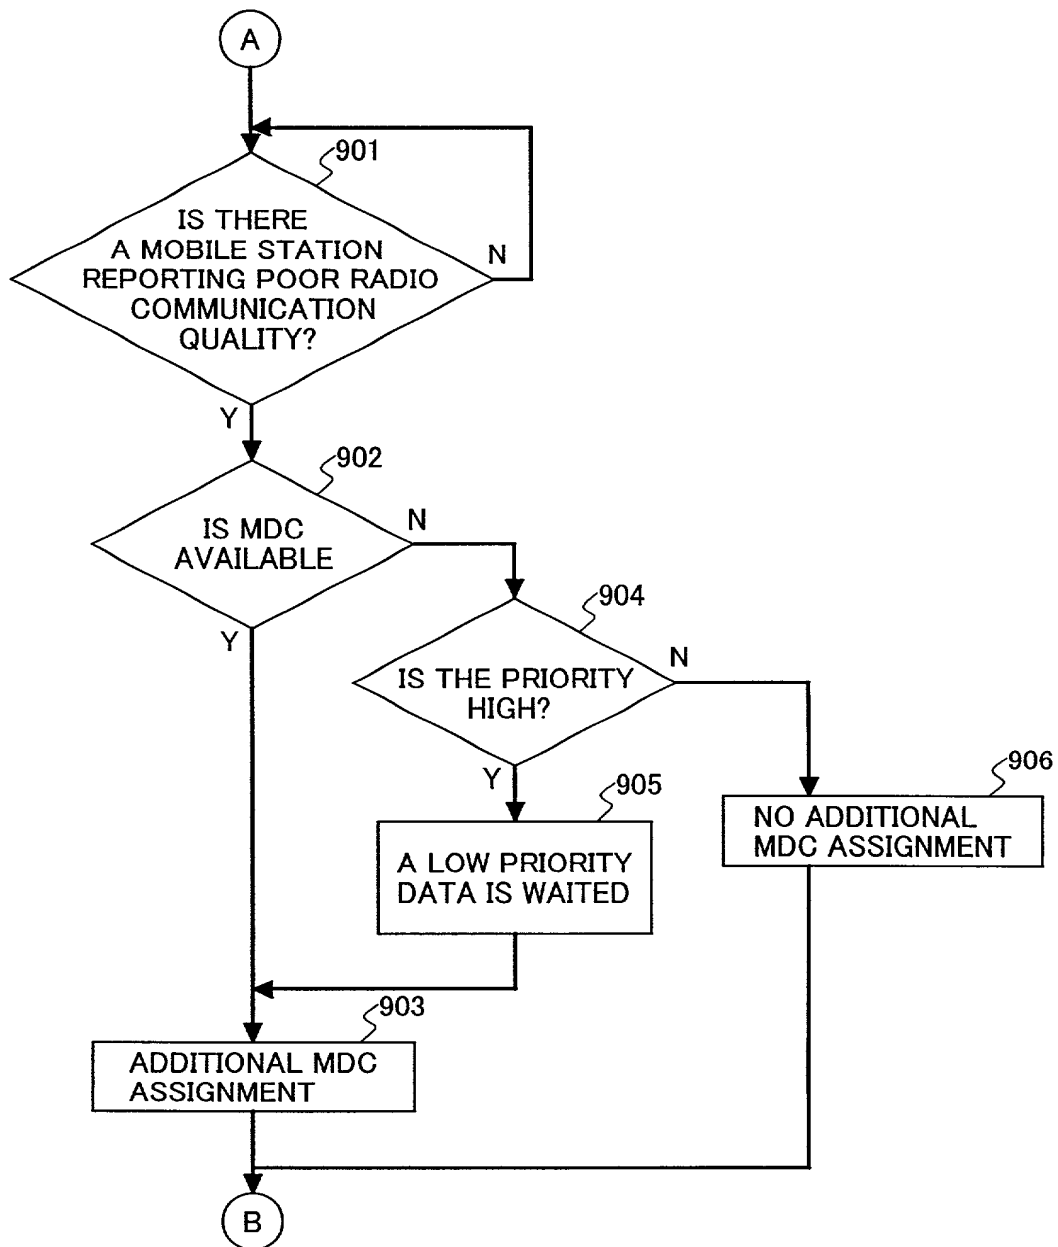 A
901
IS THERE
A MOBILE STATION
REPORTING POOR RADIO
COMMUNICATION
QUALITY?
N
Y
902
IS MDC
AVAILABLE
N
Y
904
IS THE PRIORITY
HIGH?
N
Y
905
A LOW PRIORITY
DATA IS WAITED
906
NO ADDITIONAL
MDC ASSIGNMENT
903
ADDITIONAL MDC
ASSIGNMENT
B